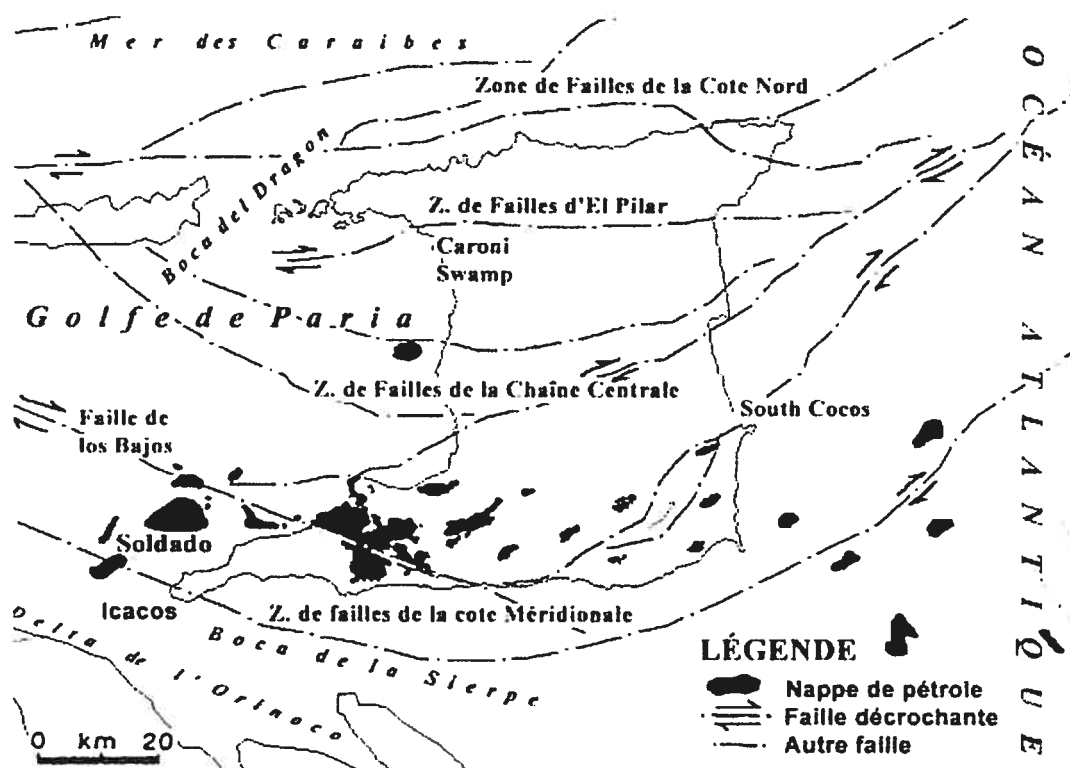 Mer des Caraibes
Zone de Failles de la Cote Nord
OCÉAN ATLANTIQUE
Boca del Dragon
Z. de Failles d'El Pilar
Caroni
Swamp
Golfe de Paria
Z. de Failles de la Chaîne Centrale
Faille de
los Bajos
South Cocos
Soldado
Icacos
Z. de failles de la cote Méridionale
Boca de la Sierpe
Delta de l'Orinoco
LÉGENDE
Nappe de pétrole
Faille décrochante
Autre faille
0 km 20